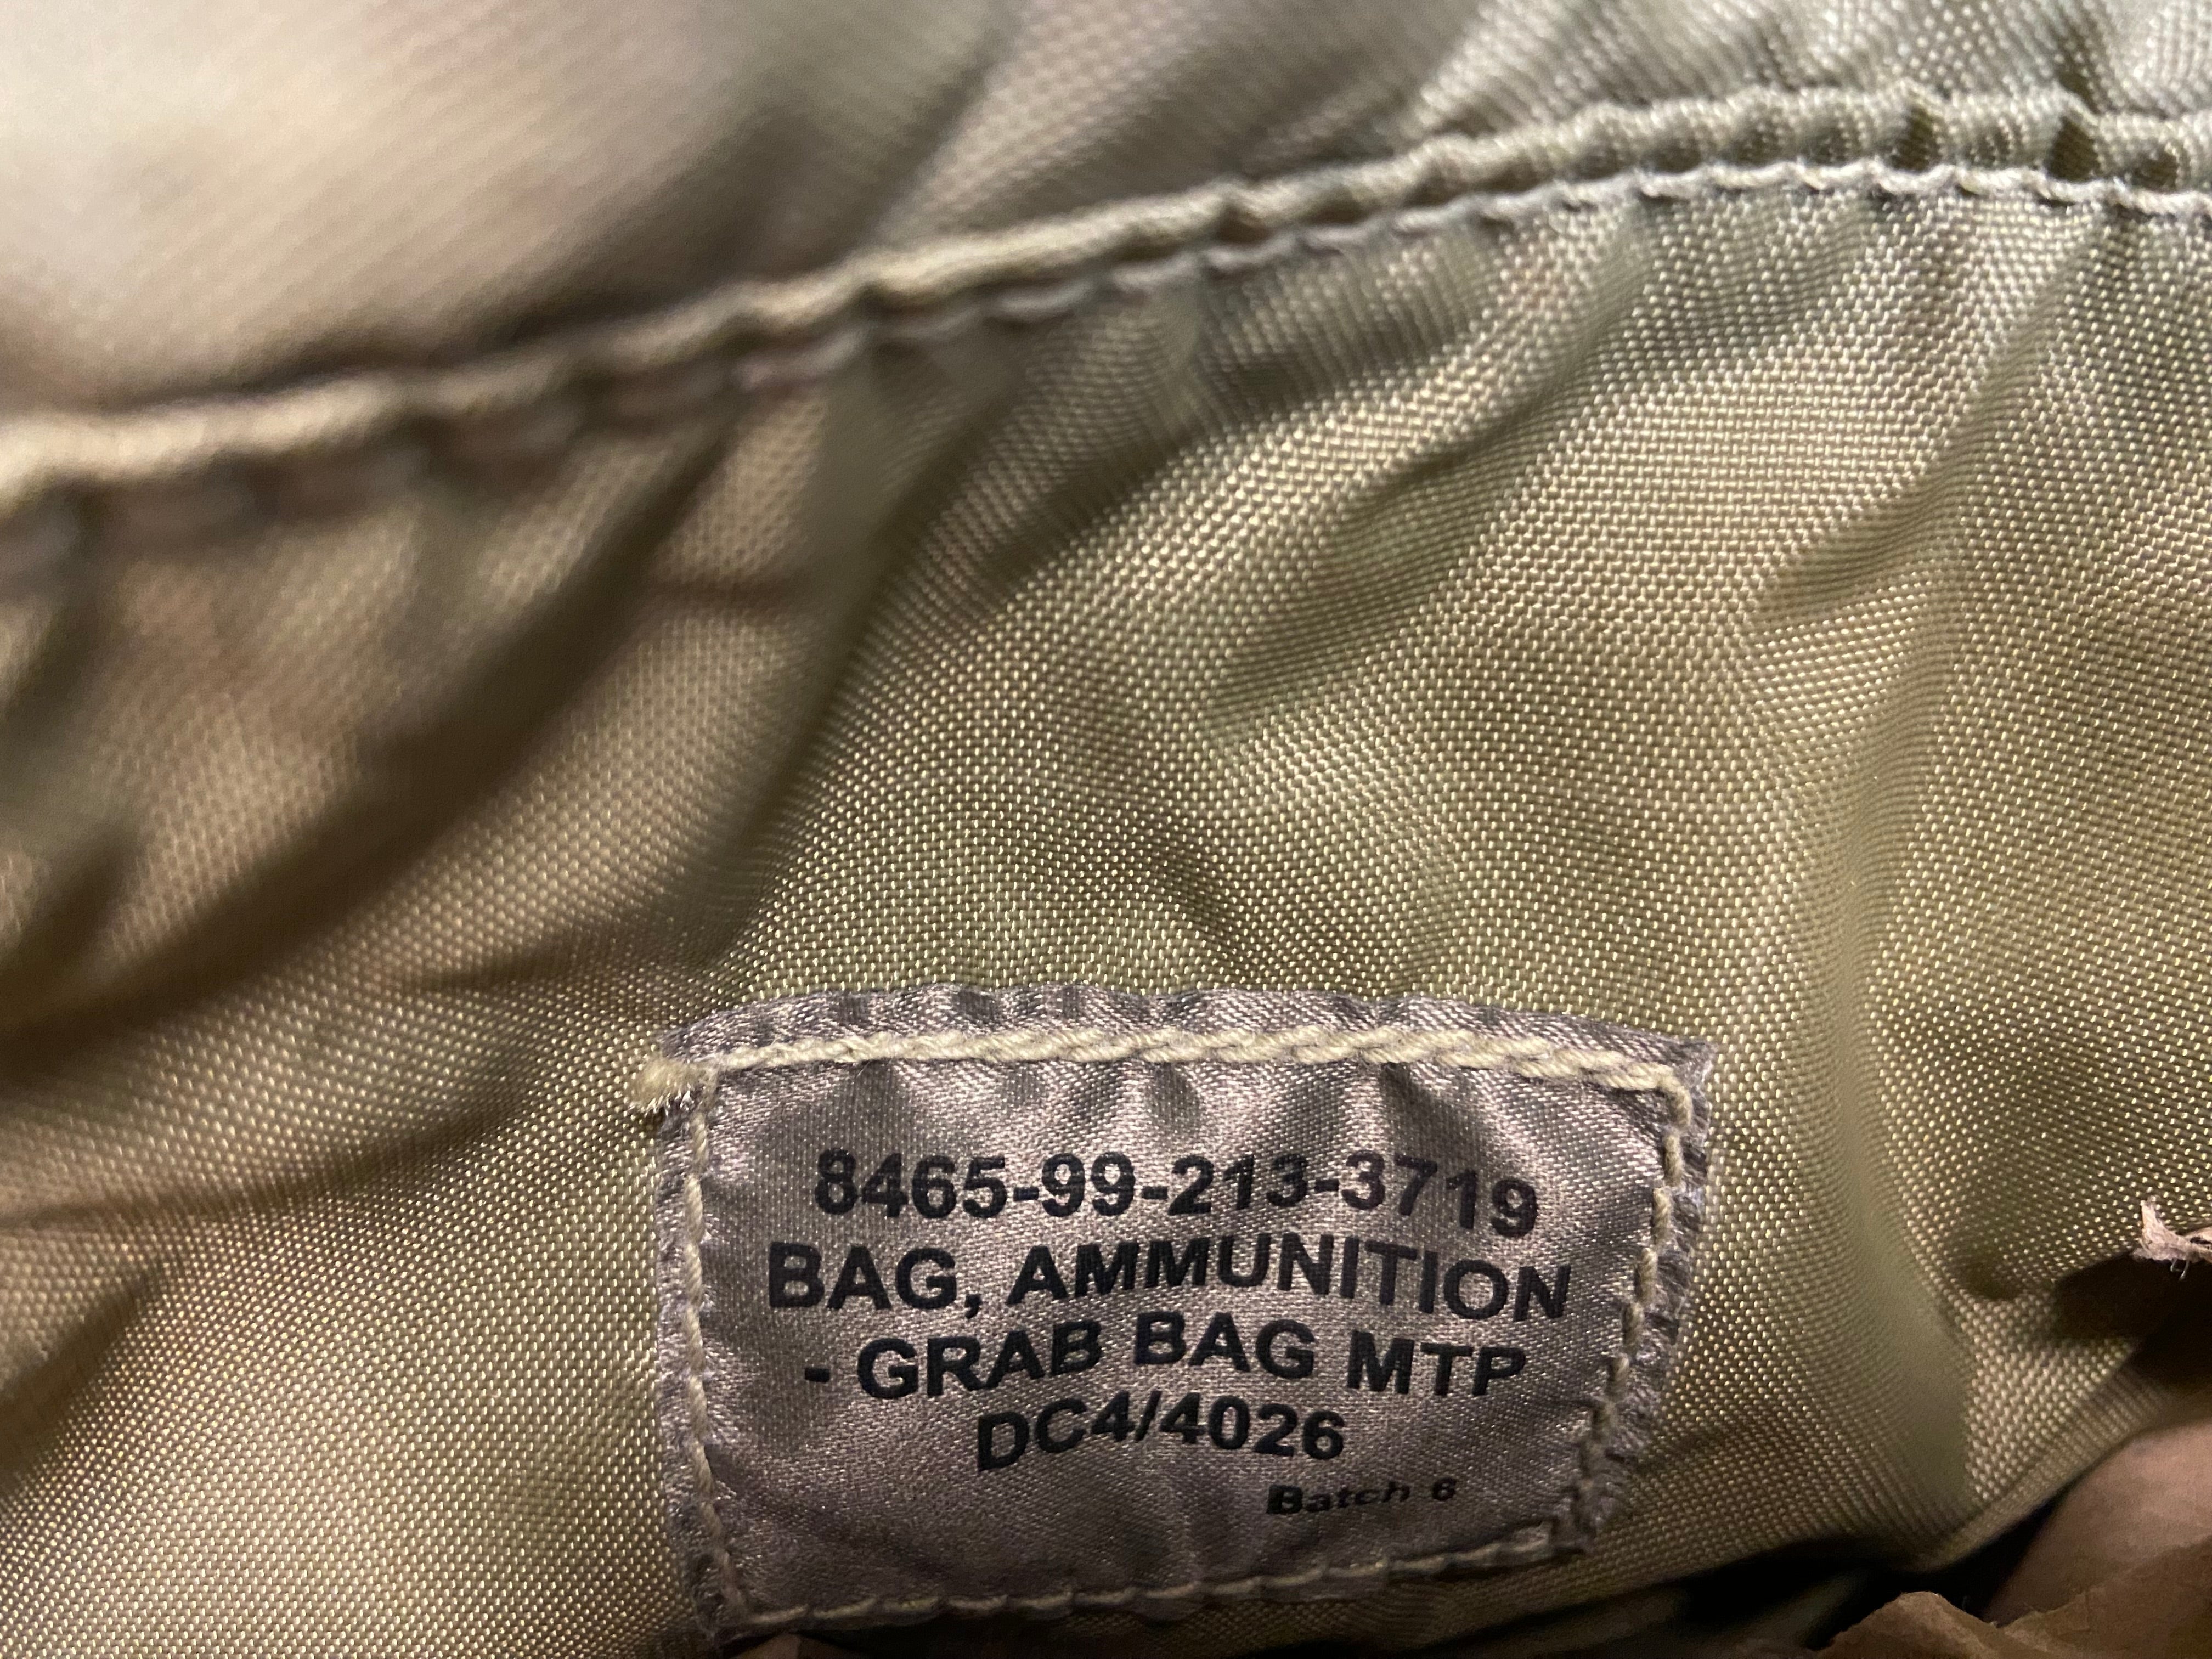 8465-99-213-3719
BAG, AMMUNITION
- GRAB BAG MTP
DC4/4026
Batch 6